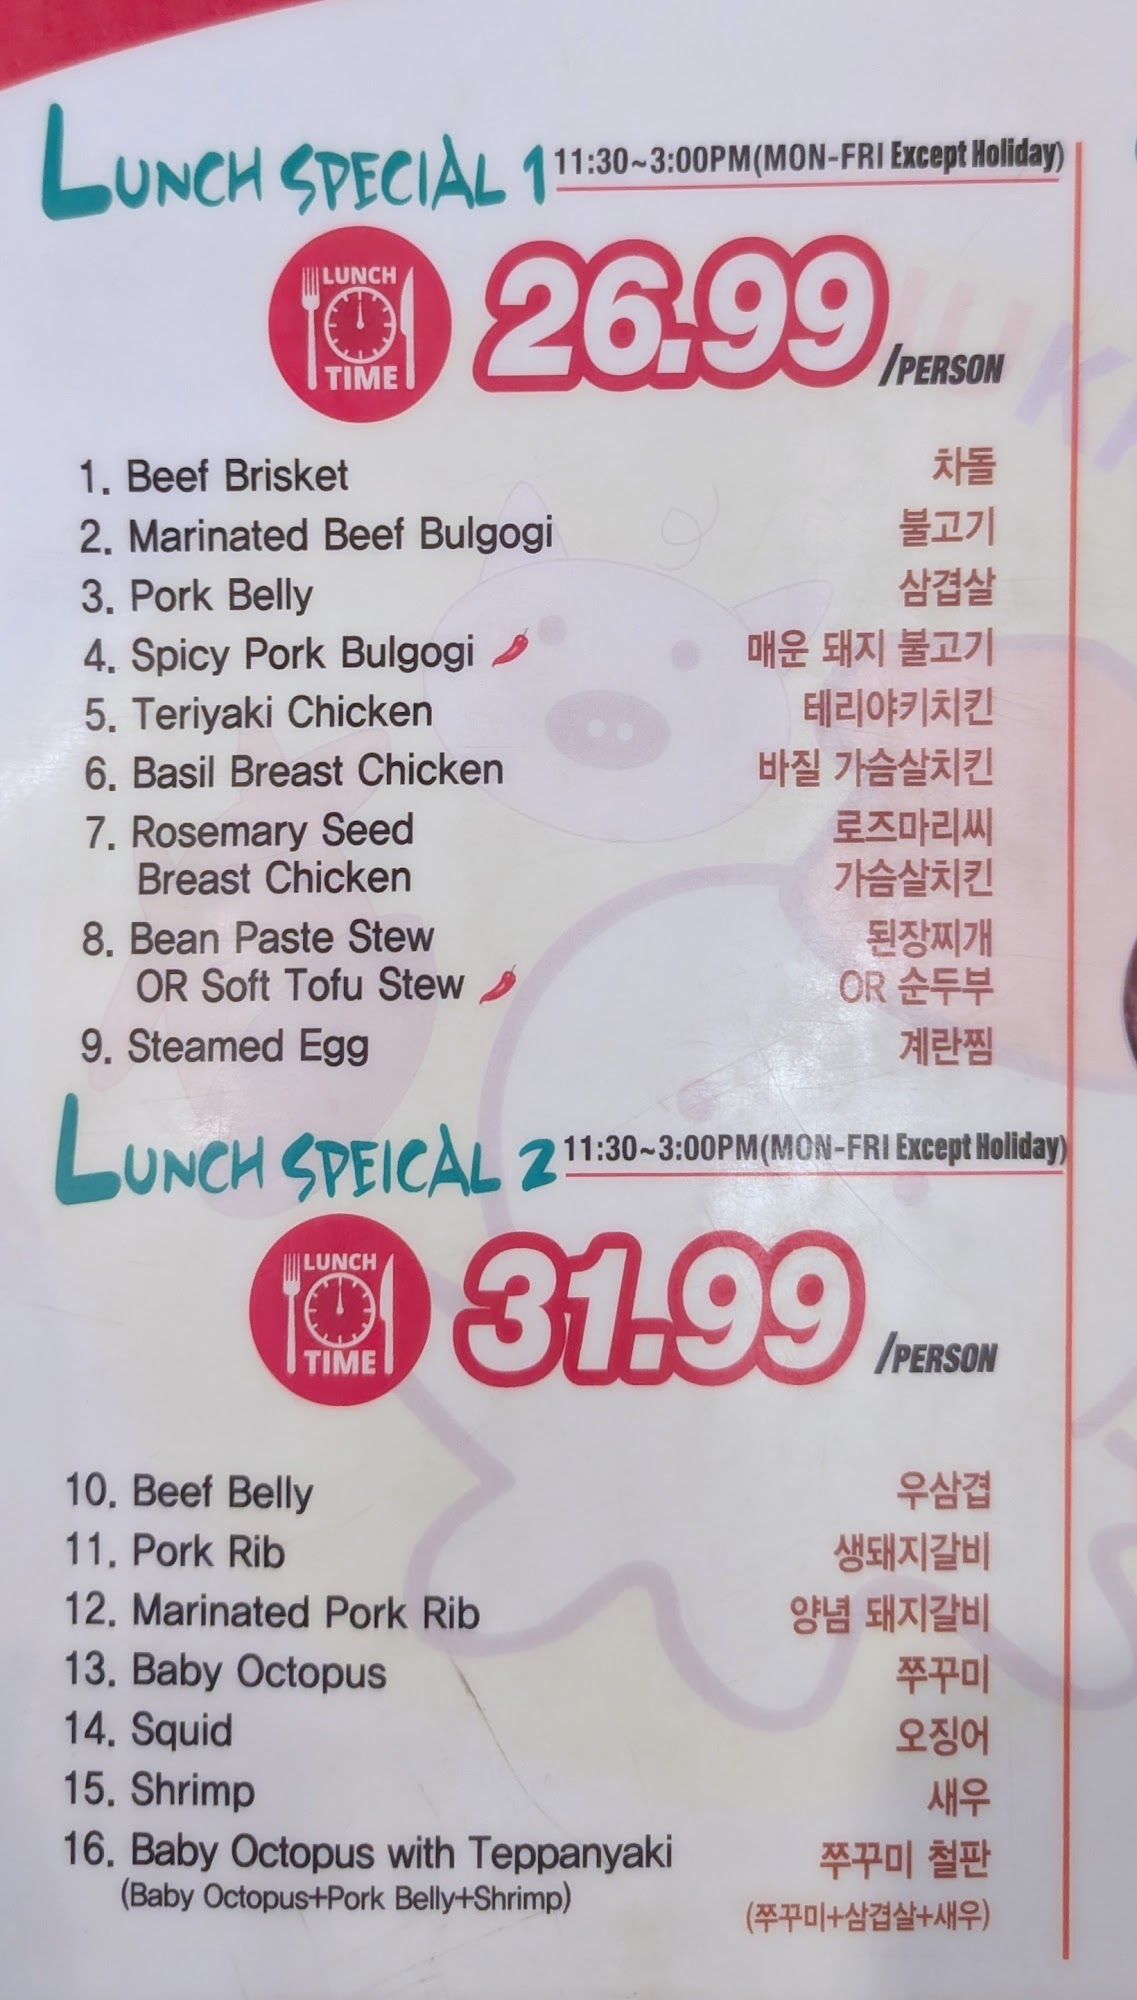 LUNCH SPECIAL 1 11:30~3:00PM(MON-FRI Except Holiday)
LUNCH
TIME
26.99
/PERSON
1. Beef Brisket 차돌
2. Marinated Beef Bulgogi 불고기
3. Pork Belly 삼겹살
4. Spicy Pork Bulgogi 매운 돼지 불고기
5. Teriyaki Chicken 테리야키치킨
6. Basil Breast Chicken 바질 가슴살치킨
7. Rosemary Seed 로즈마리씨
Breast Chicken 가슴살치킨
8. Bean Paste Stew 된장찌개
OR Soft Tofu Stew OR 순두부
9. Steamed Egg 계란찜
LUNCH SPEICAL 2 11:30~3:00PM(MON-FRI Except Holiday)
LUNCH
TIME
31.99
/PERSON
10. Beef Belly 우삼겹
11. Pork Rib 생돼지갈비
12. Marinated Pork Rib 양념 돼지갈비
13. Baby Octopus 쭈꾸미
14. Squid 오징어
15. Shrimp 새우
16. Baby Octopus with Teppanyaki 쭈꾸미 철판
(Baby Octopus+Pork Belly+Shrimp) (쭈꾸미+삼겹살+새우)